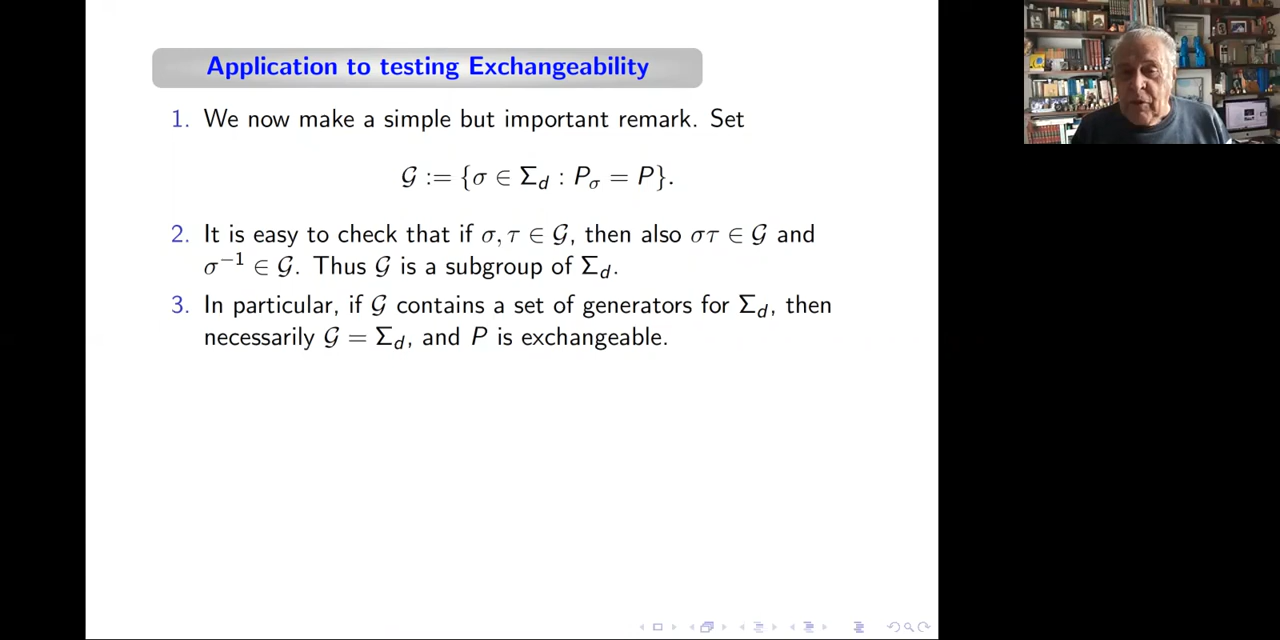 Application to testing Exchangeability
1. We now make a simple but important remark. Set
𝒢 := {σ ∈ Σ_d : P_σ = P}.
2. It is easy to check that if σ, τ ∈ 𝒢, then also στ ∈ 𝒢 and
σ⁻¹ ∈ 𝒢. Thus 𝒢 is a subgroup of Σ_d.
3. In particular, if 𝒢 contains a set of generators for Σ_d, then
necessarily 𝒢 = Σ_d, and P is exchangeable.